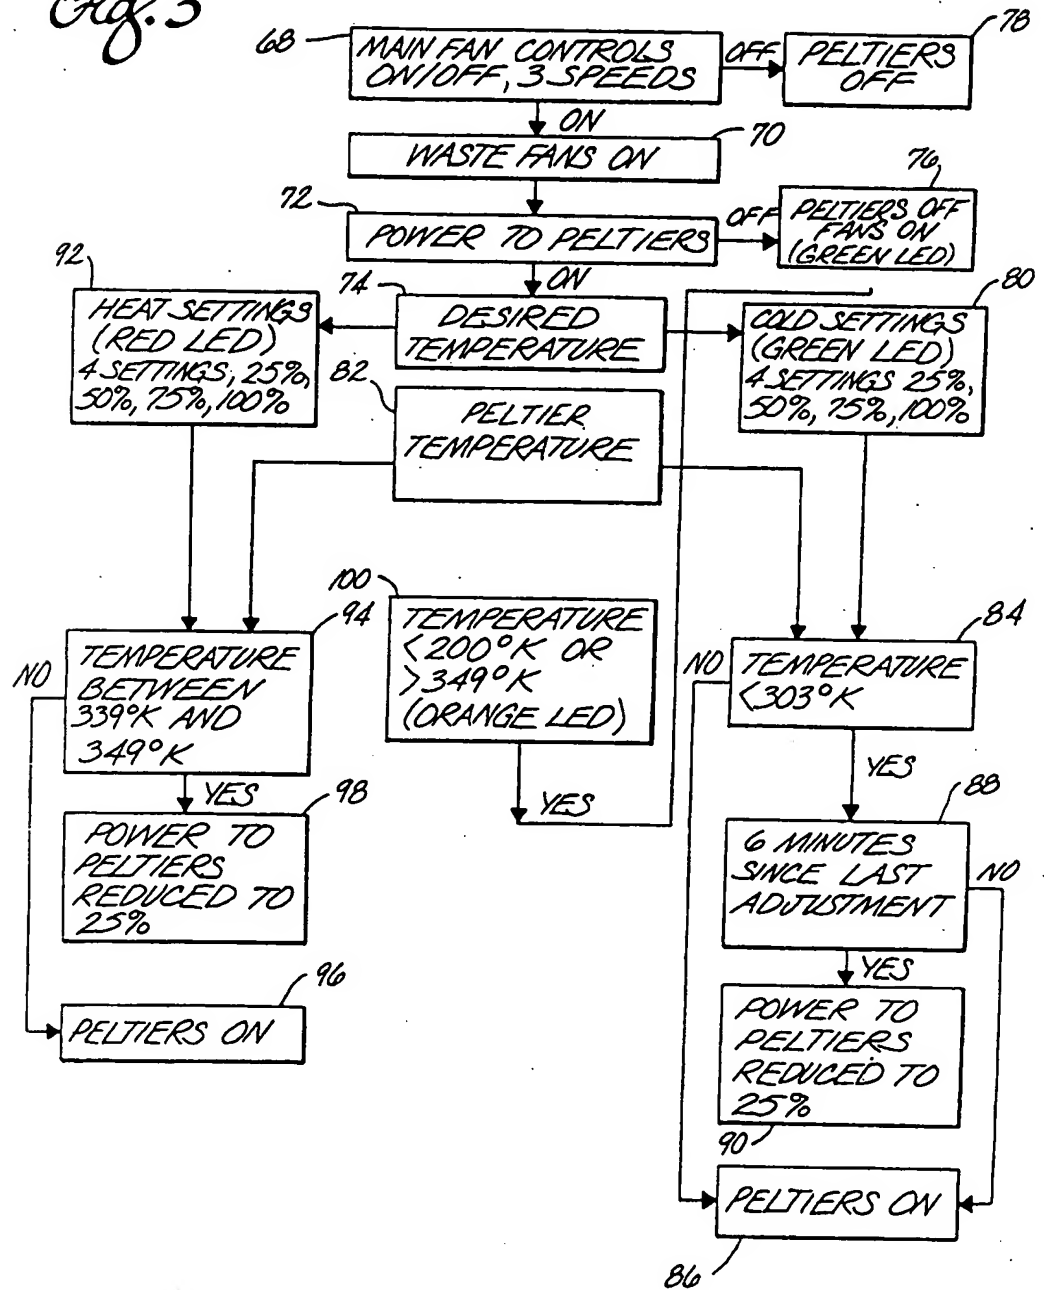 Fig. 3
68
MAIN FAN CONTROLS
ON/OFF, 3 SPEEDS
OFF
78
PELTIERS
OFF
ON
70
WASTE FANS ON
72
POWER TO PELTIERS
OFF
76
PELTIERS OFF
FANS ON
(GREEN LED)
ON
74
DESIRED
TEMPERATURE
92
HEAT SETTINGS
(RED LED)
4 SETTINGS, 25%,
50%, 75%, 100%
80
COLD SETTINGS
(GREEN LED)
4 SETTINGS 25%,
50%, 75%, 100%
82
PELTIER
TEMPERATURE
94
TEMPERATURE
BETWEEN
339°K AND
349°K
NO
YES
98
POWER TO
PELTIERS
REDUCED TO
25%
96
PELTIERS ON
100
TEMPERATURE
<200°K OR
>349°K
(ORANGE LED)
YES
84
TEMPERATURE
<303°K
NO
YES
88
6 MINUTES
SINCE LAST
ADJUSTMENT
NO
YES
POWER TO
PELTIERS
REDUCED TO
25%
90
PELTIERS ON
86